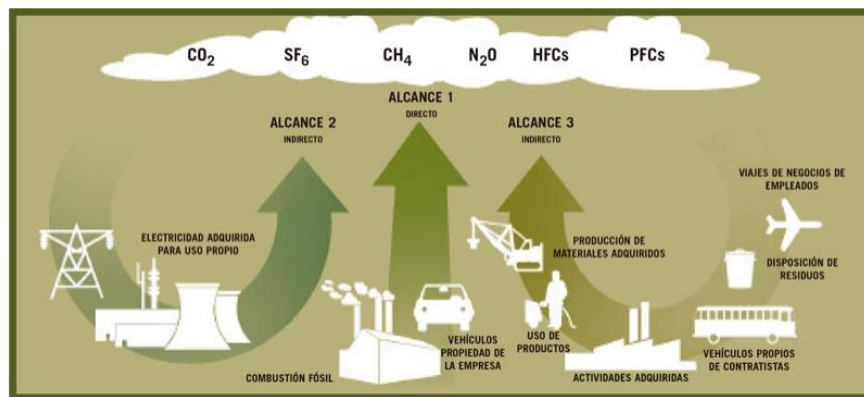 CO2 SF6 CH4 N2O HFCs PFCs
ALCANCE 1
DIRECTO
ALCANCE 2
INDIRECTO
ALCANCE 3
INDIRECTO
VIAJES DE NEGOCIOS DE
EMPLEADOS
ELECTRICIDAD ADQUIRIDA
PARA USO PROPIO
PRODUCCIÓN DE
MATERIALES ADQUIRIDOS
DISPOSICIÓN DE
RESIDUOS
COMBUSTIÓN FÓSIL
VEHÍCULOS
PROPIEDAD DE
LA EMPRESA
USO DE
PRODUCTOS
ACTIVIDADES ADQUIRIDAS
VEHÍCULOS PROPIOS
DE CONTRATISTAS